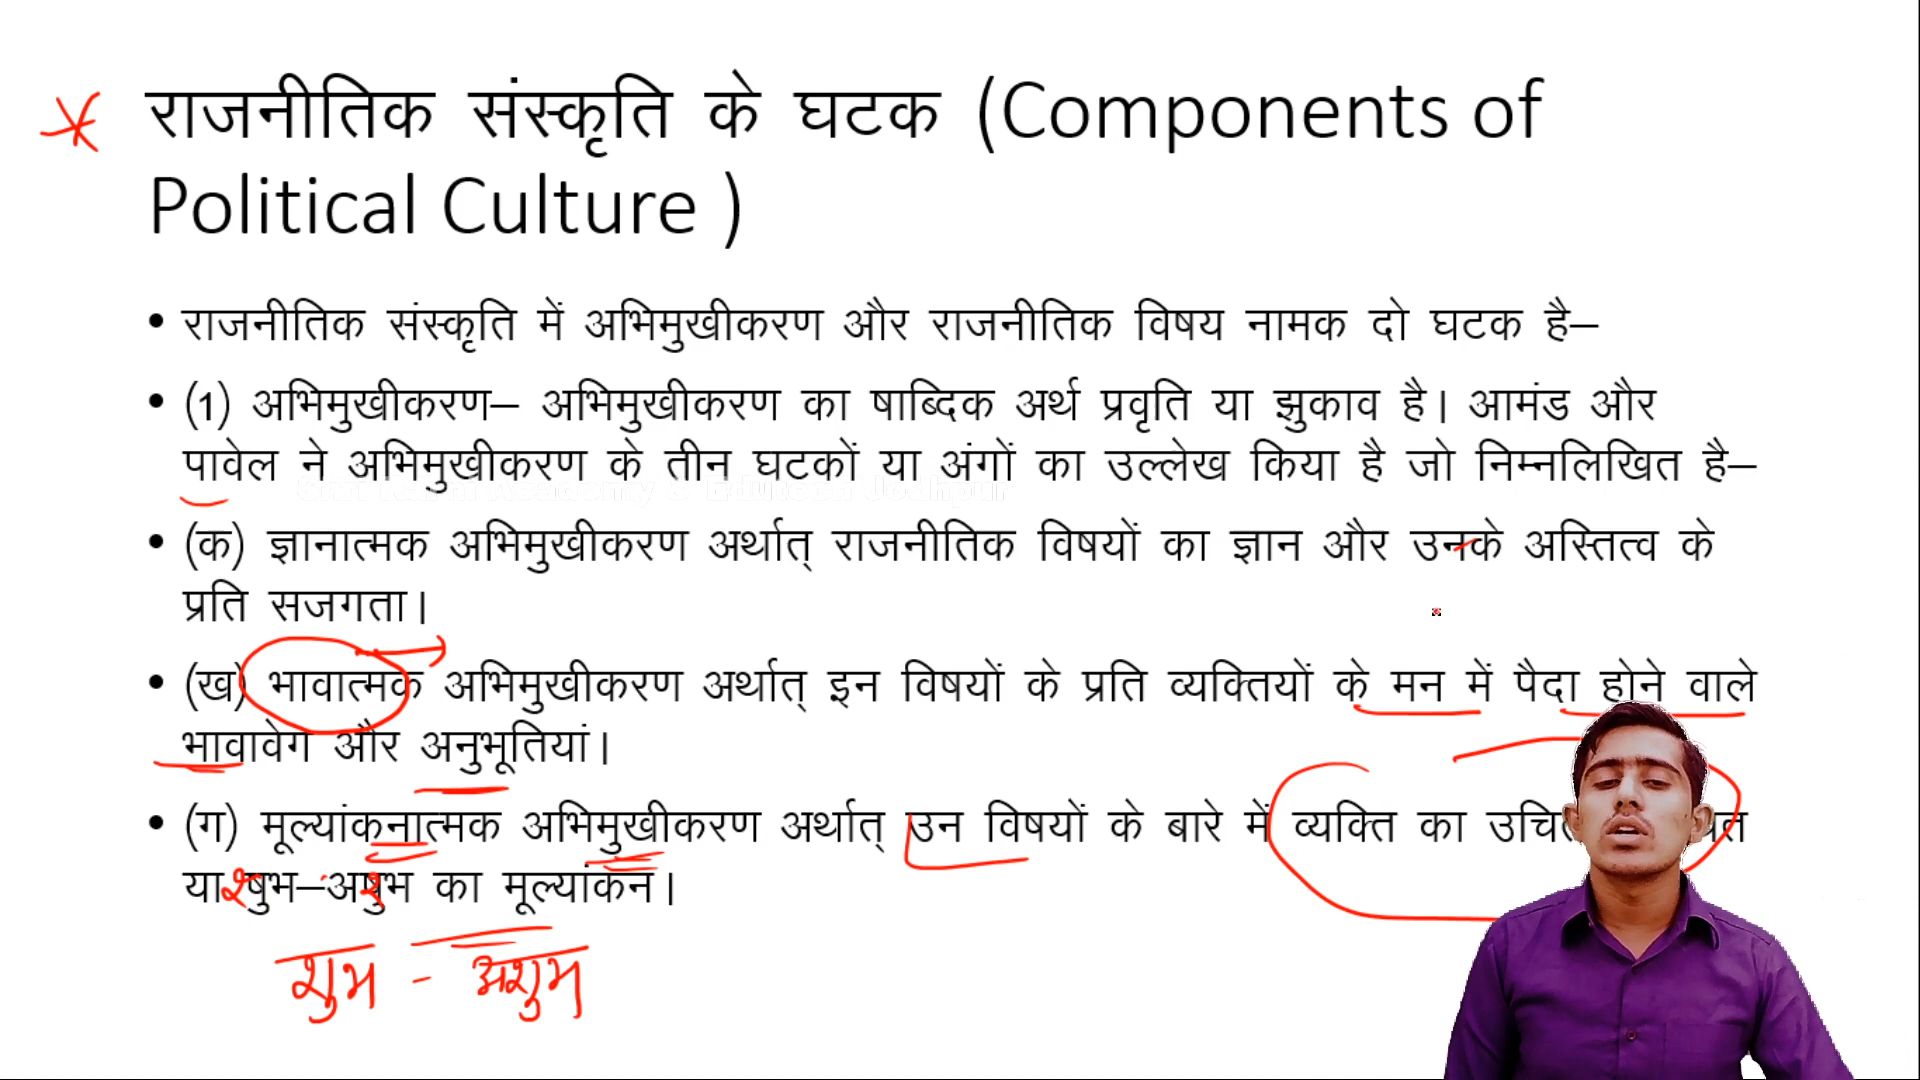 राजनीतिक संस्कृति के घटक (Components of
Political Culture )
• राजनीतिक संस्कृति में अभिमुखीकरण और राजनीतिक विषय नामक दो घटक है–
• (1) अभिमुखीकरण– अभिमुखीकरण का षाब्दिक अर्थ प्रवृति या झुकाव है। आमंड और
पावेल ने अभिमुखीकरण के तीन घटकों या अंगों का उल्लेख किया है जो निम्नलिखित है–
• (क) ज्ञानात्मक अभिमुखीकरण अर्थात् राजनीतिक विषयों का ज्ञान और उनके अस्तित्व के
प्रति सजगता।
• (ख) भावात्मक अभिमुखीकरण अर्थात् इन विषयों के प्रति व्यक्तियों के मन में पैदा होने वाले
भावावेग और अनुभूतियां।
• (ग) मूल्यांकनात्मक अभिमुखीकरण अर्थात् उन विषयों के बारे में व्यक्ति का
या षुभ–अषुभ का मूल्यांकन।
शुभ - अशुभ